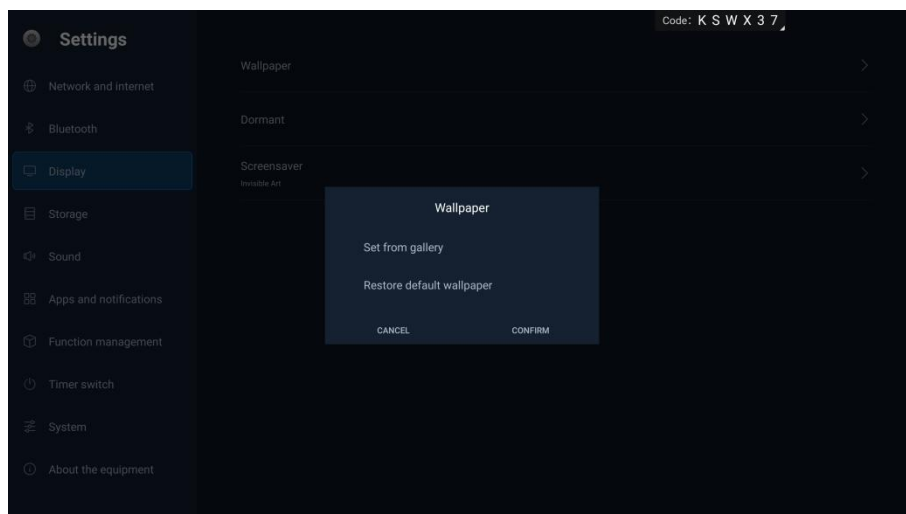 Code: K S W X 3 7
Settings
Network and internet
Bluetooth
Display
Storage
Sound
Apps and notifications
Function management
Timer switch
System
About the equipment
Wallpaper
Dormant
Screensaver
Invisible Art
Wallpaper
Set from gallery
Restore default wallpaper
CANCEL CONFIRM